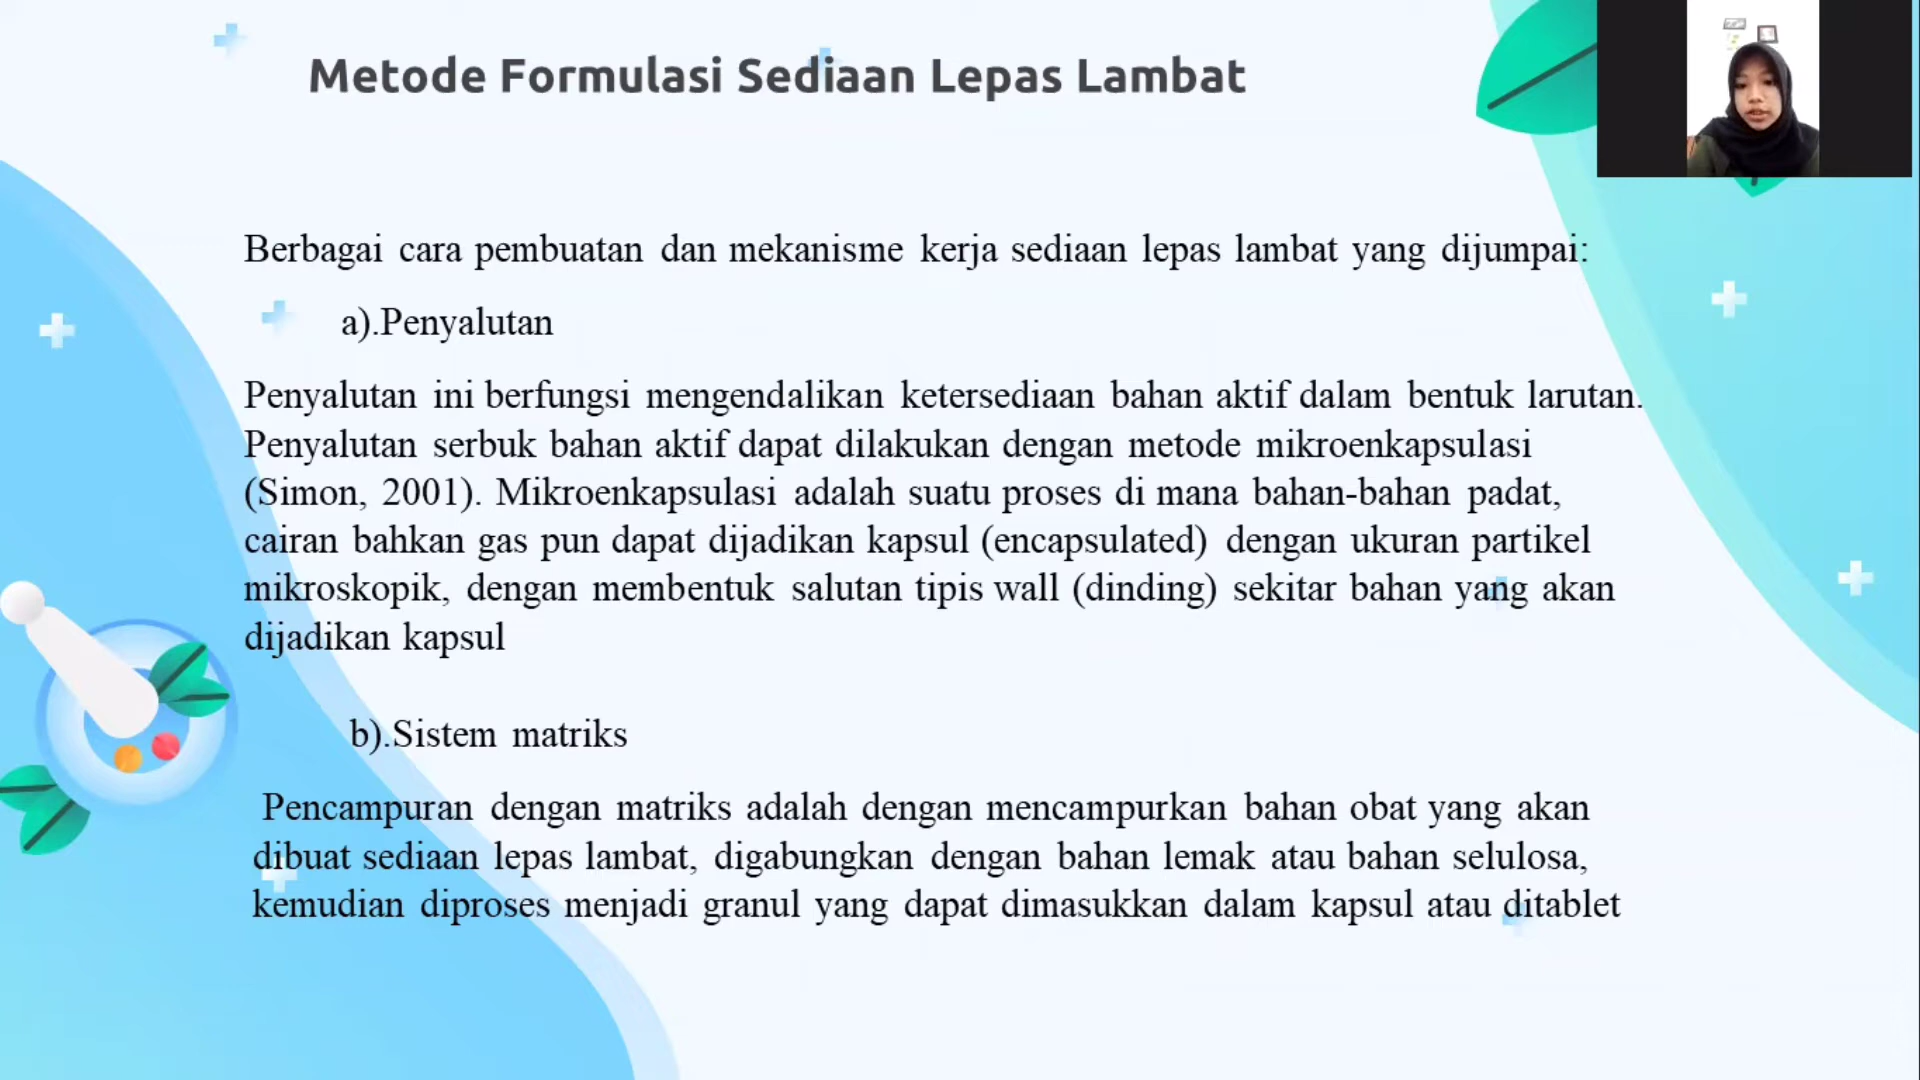 Metode Formulasi Sediaan Lepas Lambat
Berbagai cara pembuatan dan mekanisme kerja sediaan lepas lambat yang dijumpai:
a).Penyalutan
Penyalutan ini berfungsi mengendalikan ketersediaan bahan aktif dalam bentuk larutan.
Penyalutan serbuk bahan aktif dapat dilakukan dengan metode mikroenkapsulasi
(Simon, 2001). Mikroenkapsulasi adalah suatu proses di mana bahan-bahan padat,
cairan bahkan gas pun dapat dijadikan kapsul (encapsulated) dengan ukuran partikel
mikroskopik, dengan membentuk salutan tipis wall (dinding) sekitar bahan yang akan
dijadikan kapsul
b).Sistem matriks
Pencampuran dengan matriks adalah dengan mencampurkan bahan obat yang akan
dibuat sediaan lepas lambat, digabungkan dengan bahan lemak atau bahan selulosa,
kemudian diproses menjadi granul yang dapat dimasukkan dalam kapsul atau ditablet